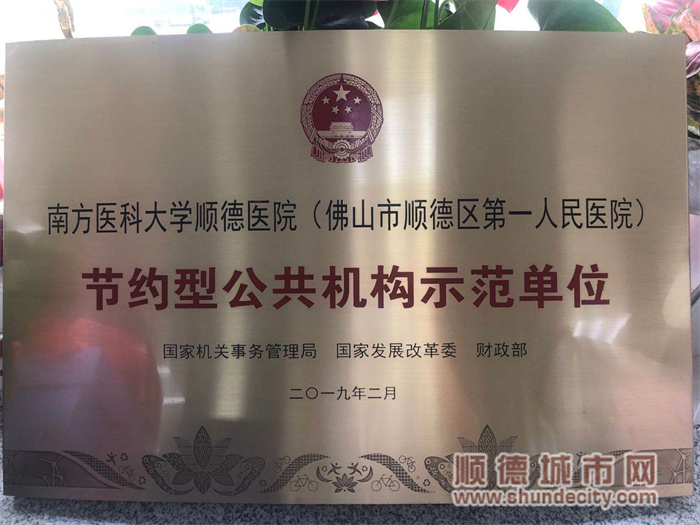 南方医科大学顺德医院（佛山市顺德区第一人民医院）
节约型公共机构示范单位
国家机关事务管理局 国家发展改革委 财政部
二〇一九年二月
顺德城市网
www.shundecity.com